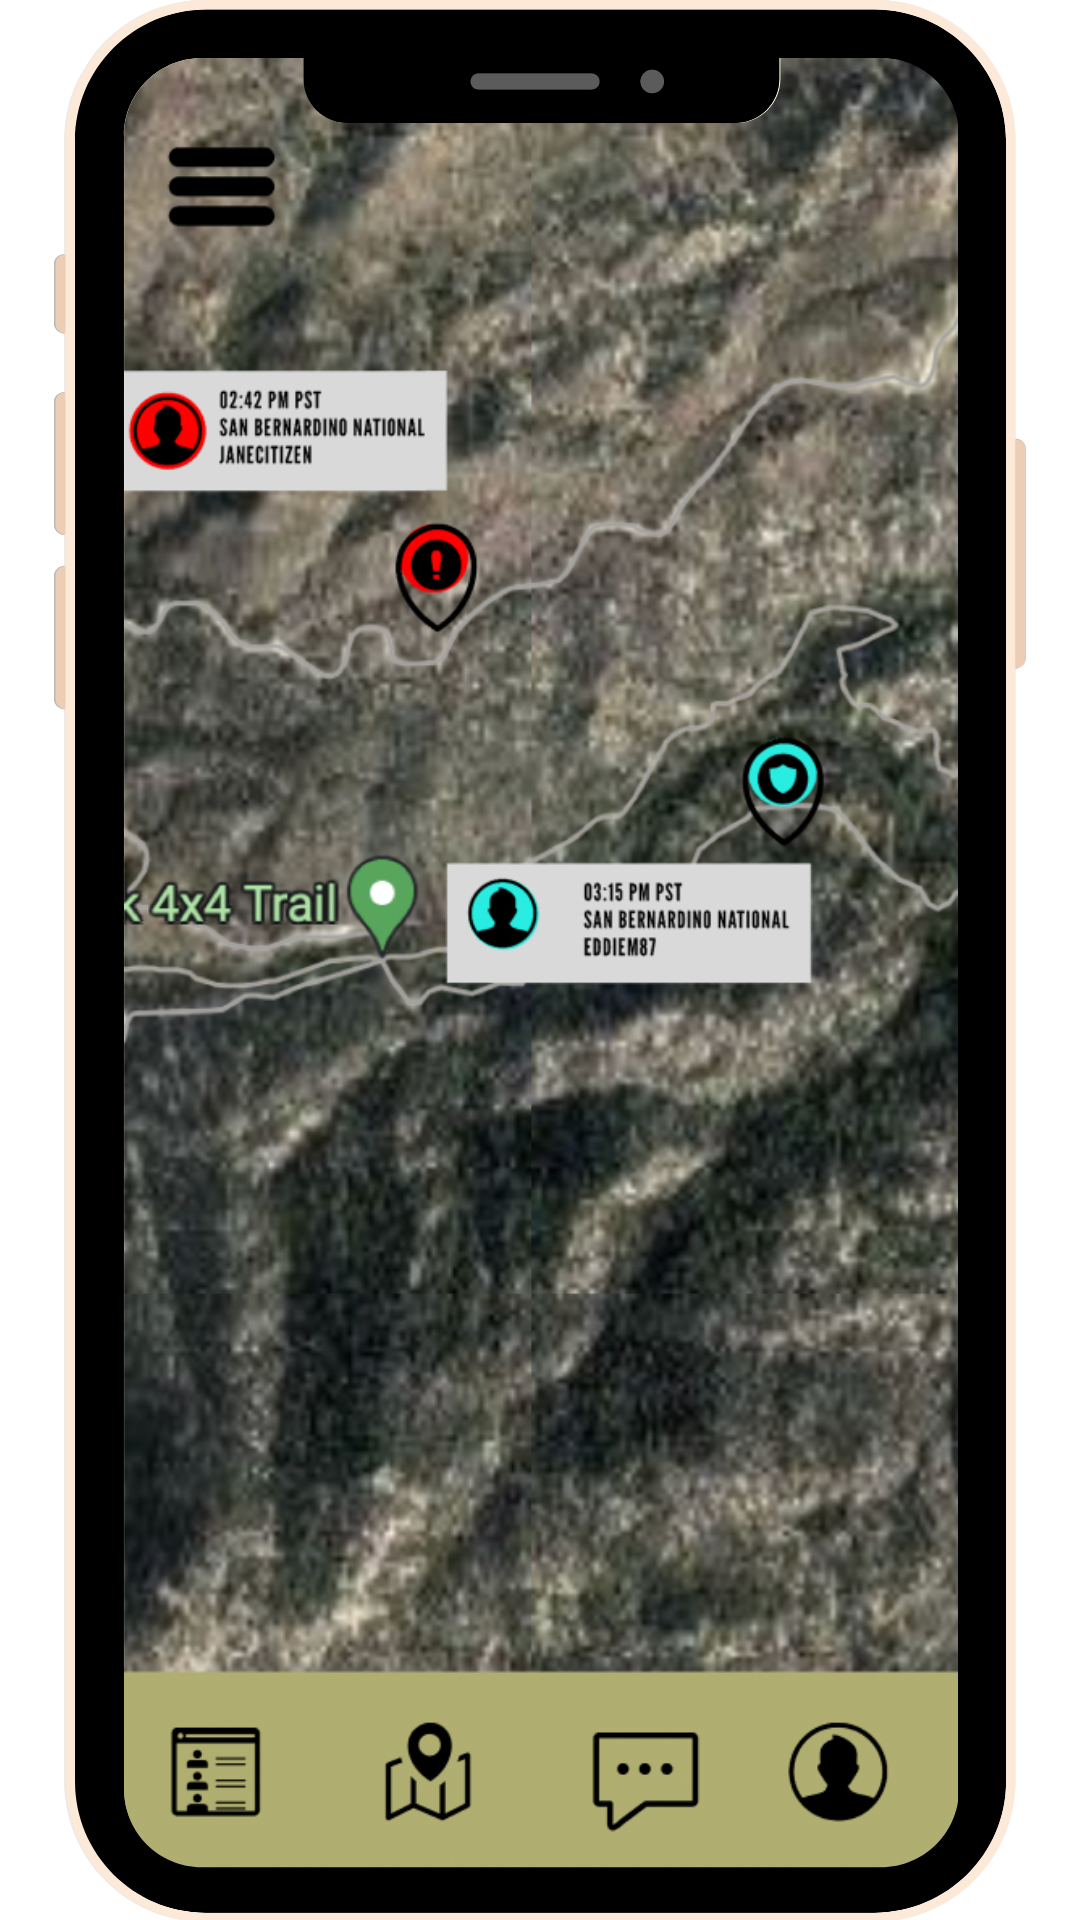 02:42 PM PST
SAN BERNARDINO NATIONAL
JANECITIZEN
k 4x4 Trail
03:15 PM PST
SAN BERNARDINO NATIONAL
EDDIEM87